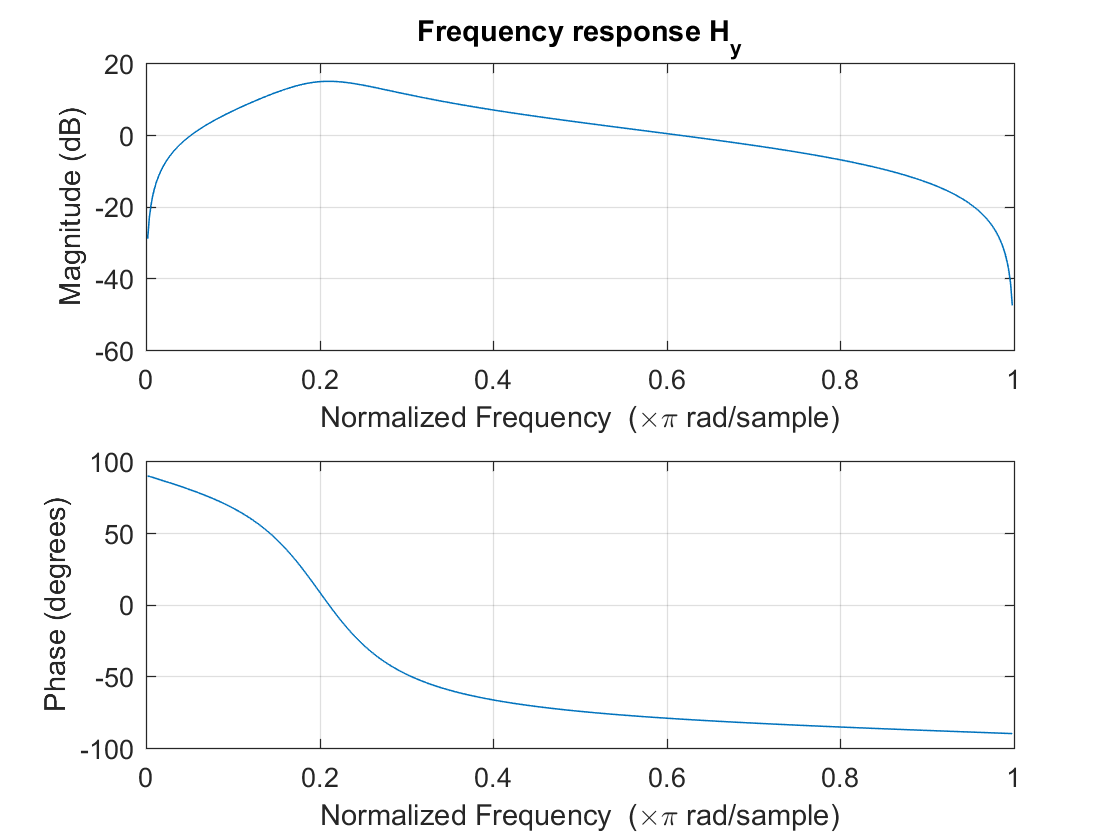 Frequency response H_y
20
0
-20
-40
-60
Magnitude (dB)
0 0.2 0.4 0.6 0.8 1
Normalized Frequency (×π rad/sample)
100
50
0
-50
-100
Phase (degrees)
0 0.2 0.4 0.6 0.8 1
Normalized Frequency (×π rad/sample)